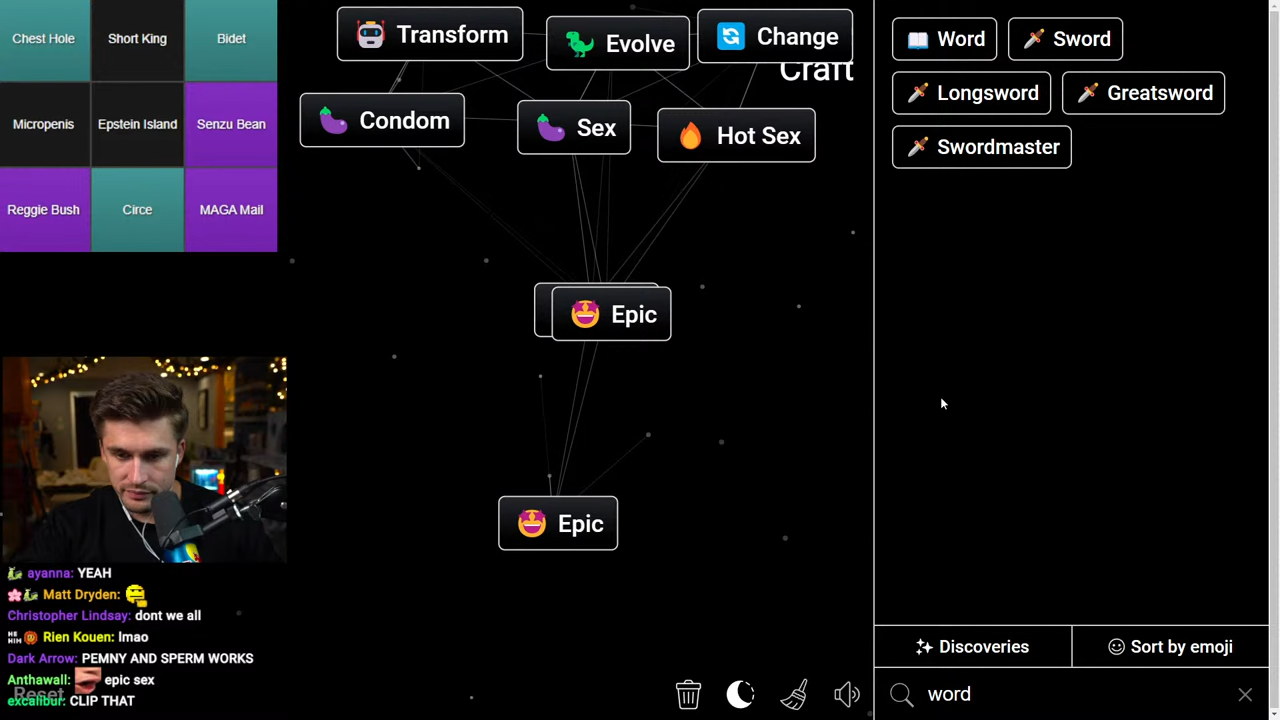 Chest Hole
Short King
Bidet
Micropenis
Epstein Island
Senzu Bean
Reggie Bush
Circe
MAGA Mail
Transform
Evolve
Change
Craft
Condom
Sex
Hot Sex
Epic
Epic
Word
Sword
Longsword
Greatsword
Swordmaster
ayanna: YEAH
Matt Dryden:
Christopher Lindsay: dont we all
HE HIM Rien Kouen: lmao
Dark Arrow: PEMNY AND SPERM WORKS
Anthawall: epic sex
excalibur: CLIP THAT
Reset
Discoveries
Sort by emoji
word